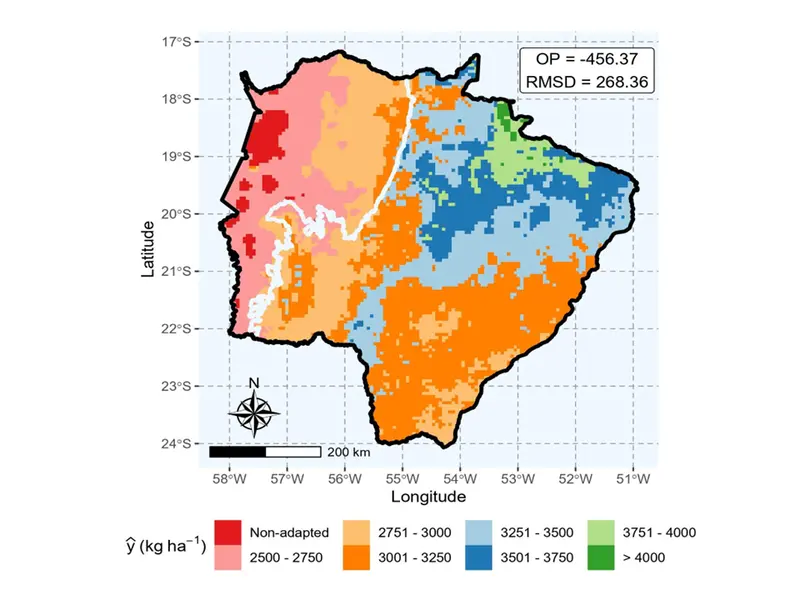 17°S
OP = -456.37
RMSD = 268.36
18°S
19°S
20°S
21°S
22°S
23°S
24°S
Latitude
N
200 km
58°W 57°W 56°W 55°W 54°W 53°W 52°W 51°W
Longitude
ŷ (kg ha⁻¹)
Non-adapted 2751 - 3000 3251 - 3500 3751 - 4000
2500 - 2750 3001 - 3250 3501 - 3750 > 4000